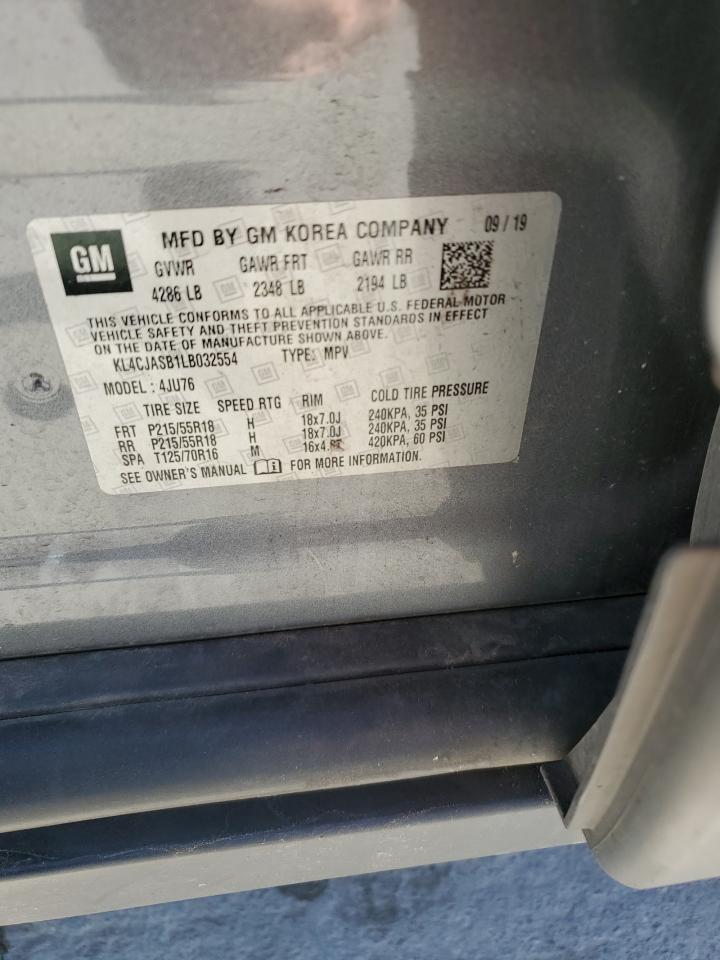 GM
MFD BY GM KOREA COMPANY 09/19
GVWR GAWR FRT GAWR RR
4286 LB 2348 LB 2194 LB
THIS VEHICLE CONFORMS TO ALL APPLICABLE U.S. FEDERAL MOTOR
VEHICLE SAFETY AND THEFT PREVENTION STANDARDS IN EFFECT
ON THE DATE OF MANUFACTURE SHOWN ABOVE.
KL4CJASB1LB032554 TYPE: MPV
MODEL: 4JU76
TIRE SIZE SPEED RTG RIM COLD TIRE PRESSURE
FRT P215/55R18 H 18x7.0J 240KPA, 35 PSI
RR P215/55R18 H 18x7.0J 240KPA, 35 PSI
SPA T125/70R16 M 420KPA, 60 PSI
SEE OWNER'S MANUAL FOR MORE INFORMATION.